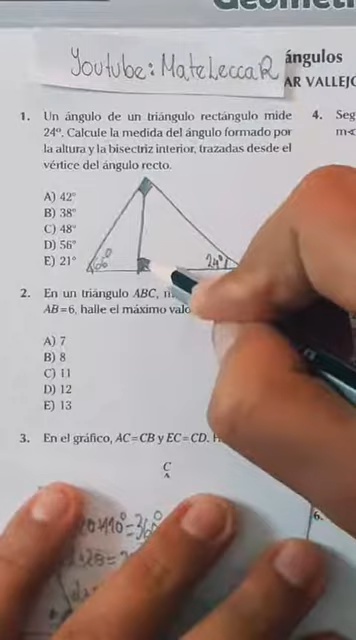 Youtube: MateLeccaR
ángulos
AR VALLEJO
1. Un ángulo de un triángulo rectángulo mide
24°. Calcule la medida del ángulo formado por
la altura y la bisectriz interior, trazadas desde el
vértice del ángulo recto.
A) 42°
B) 38°
C) 48°
D) 56°
E) 21°
66°
24°
2. En un triángulo ABC,
AB=6, halle el máximo
A) 7
B) 8
C) 11
D) 12
E) 13
3. En el gráfico, AC=CB y EC=CD.
C
=360°
4. Seg
6.